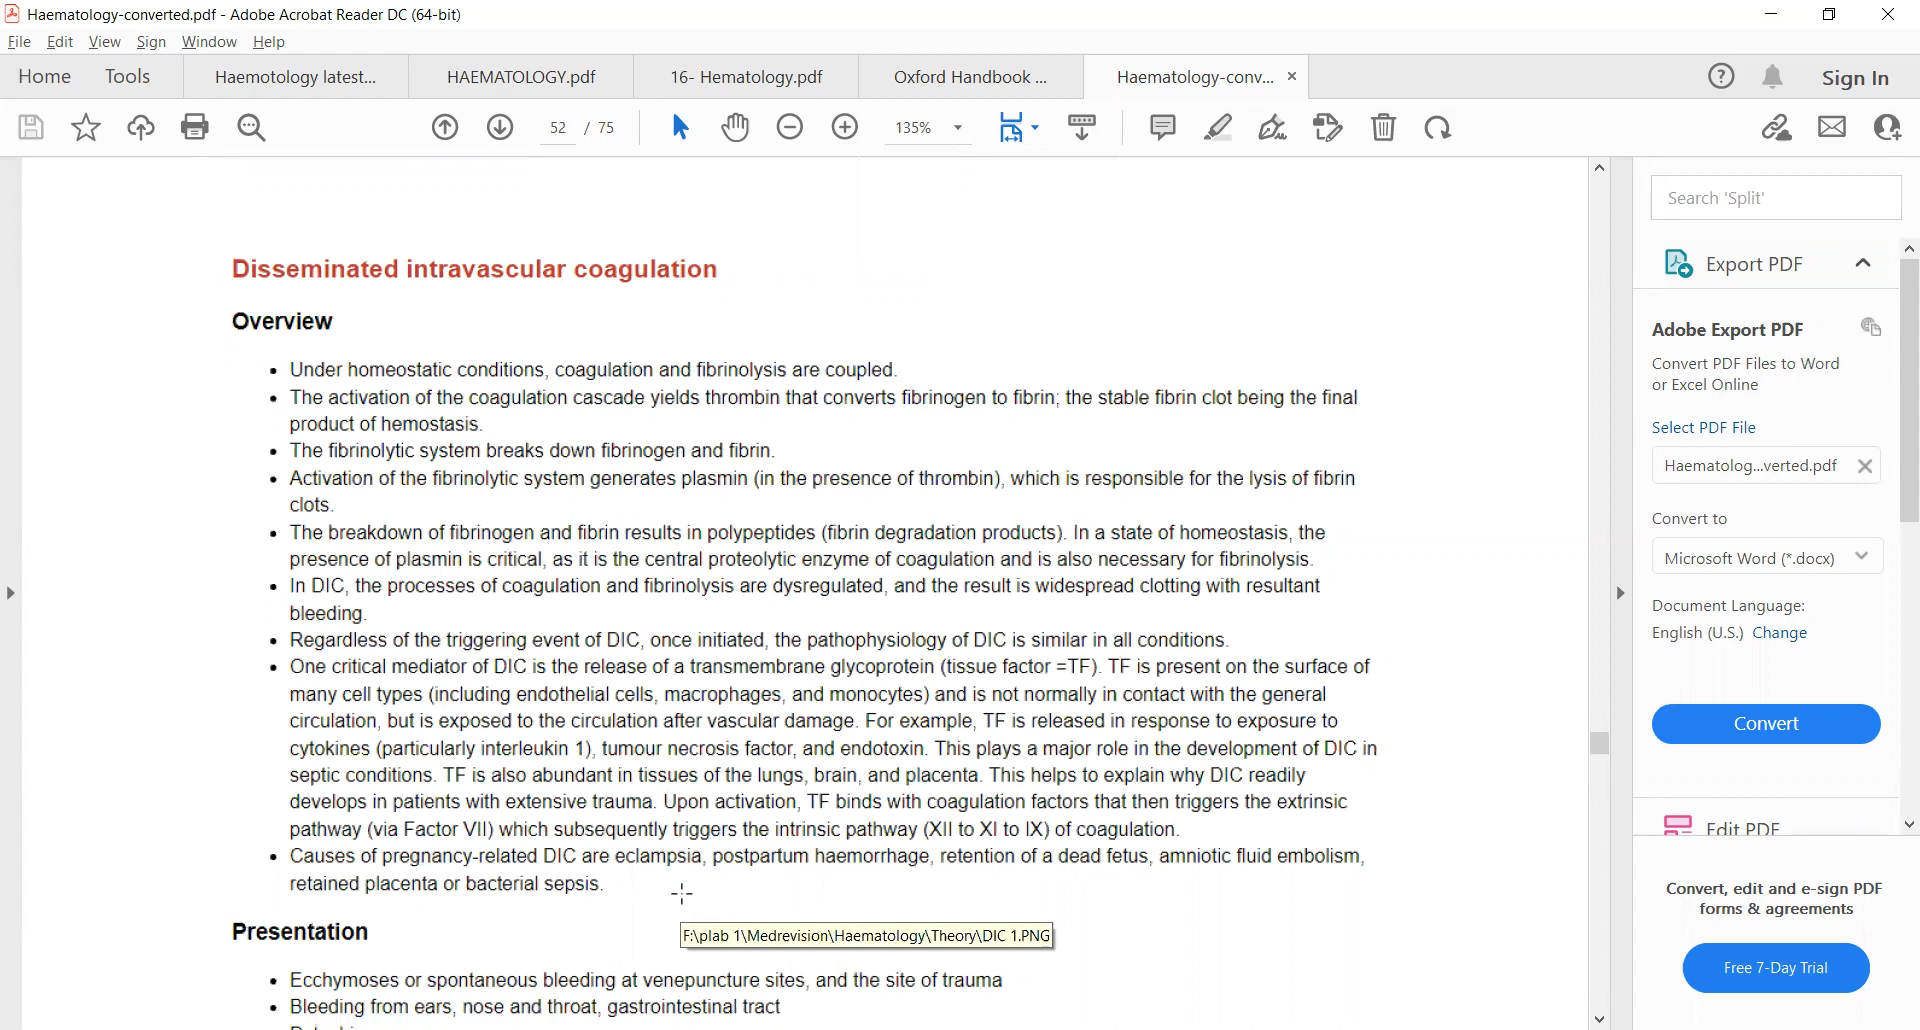 Haematology-converted.pdf - Adobe Acrobat Reader DC (64-bit)
File Edit View Sign Window Help
Home Tools Haemotology latest... HAEMATOLOGY.pdf 16- Hematology.pdf Oxford Handbook ... Haematology-conv... Sign In
52 / 75 135%
Search 'Split'
Export PDF
Adobe Export PDF
Convert PDF Files to Word
or Excel Online
Select PDF File
Haematolog...verted.pdf
Convert to
Microsoft Word (*.docx)
Document Language:
English (U.S.) Change
Convert
Edit PDF
Convert, edit and e-sign PDF
forms & agreements
Free 7-Day Trial
Disseminated intravascular coagulation
Overview
• Under homeostatic conditions, coagulation and fibrinolysis are coupled.
• The activation of the coagulation cascade yields thrombin that converts fibrinogen to fibrin; the stable fibrin clot being the final
product of hemostasis.
• The fibrinolytic system breaks down fibrinogen and fibrin.
• Activation of the fibrinolytic system generates plasmin (in the presence of thrombin), which is responsible for the lysis of fibrin
clots.
• The breakdown of fibrinogen and fibrin results in polypeptides (fibrin degradation products). In a state of homeostasis, the
presence of plasmin is critical, as it is the central proteolytic enzyme of coagulation and is also necessary for fibrinolysis.
• In DIC, the processes of coagulation and fibrinolysis are dysregulated, and the result is widespread clotting with resultant
bleeding.
• Regardless of the triggering event of DIC, once initiated, the pathophysiology of DIC is similar in all conditions.
• One critical mediator of DIC is the release of a transmembrane glycoprotein (tissue factor =TF). TF is present on the surface of
many cell types (including endothelial cells, macrophages, and monocytes) and is not normally in contact with the general
circulation, but is exposed to the circulation after vascular damage. For example, TF is released in response to exposure to
cytokines (particularly interleukin 1), tumour necrosis factor, and endotoxin. This plays a major role in the development of DIC in
septic conditions. TF is also abundant in tissues of the lungs, brain, and placenta. This helps to explain why DIC readily
develops in patients with extensive trauma. Upon activation, TF binds with coagulation factors that then triggers the extrinsic
pathway (via Factor VII) which subsequently triggers the intrinsic pathway (XII to XI to IX) of coagulation.
• Causes of pregnancy-related DIC are eclampsia, postpartum haemorrhage, retention of a dead fetus, amniotic fluid embolism,
retained placenta or bacterial sepsis.
Presentation
F:\plab 1\Medrevision\Haematology\Theory\DIC 1.PNG
• Ecchymoses or spontaneous bleeding at venepuncture sites, and the site of trauma
• Bleeding from ears, nose and throat, gastrointestinal tract